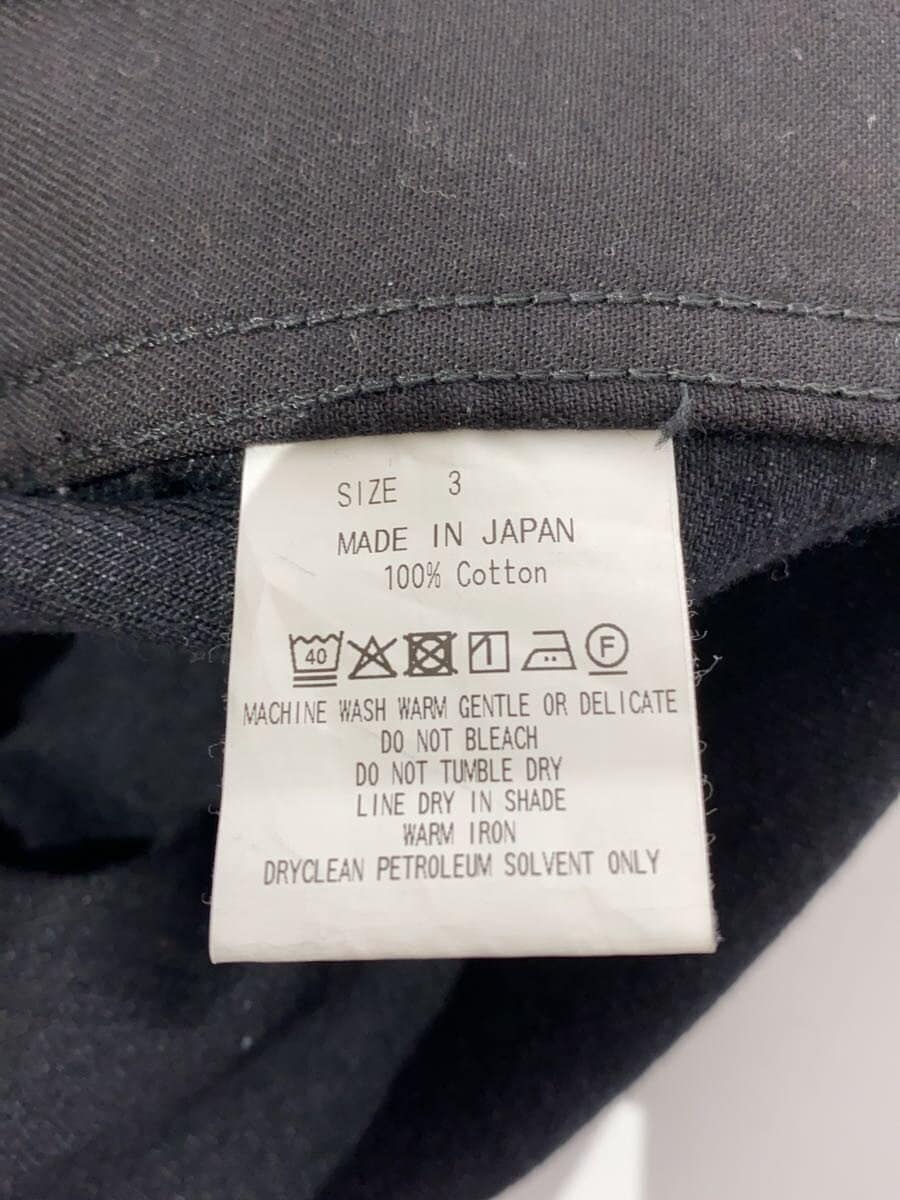 SIZE 3
MADE IN JAPAN
100% Cotton
40 F
MACHINE WASH WARM GENTLE OR DELICATE
DO NOT BLEACH
DO NOT TUMBLE DRY
LINE DRY IN SHADE
WARM IRON
DRYCLEAN PETROLEUM SOLVENT ONLY